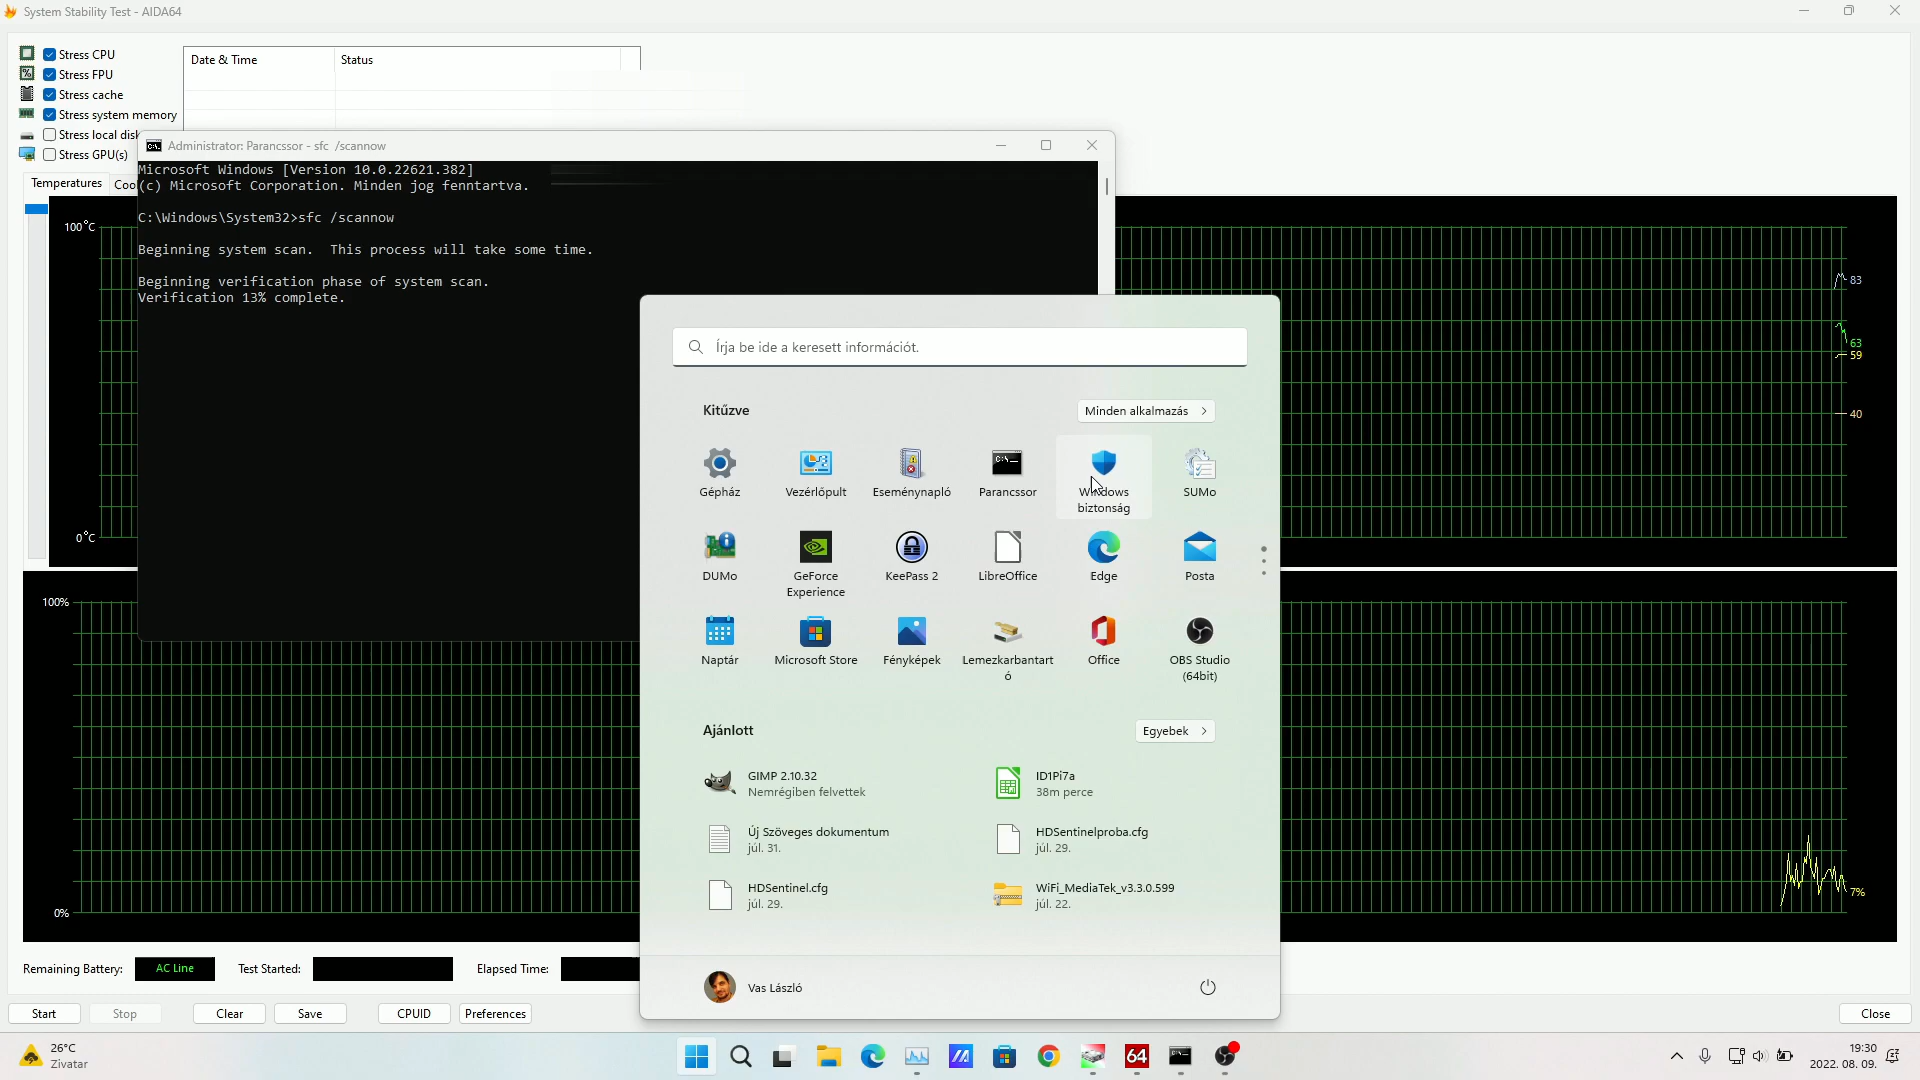 System Stability Test - AIDA64
Stress CPU
Stress FPU
Stress cache
Stress system memory
Stress local disk
Stress GPU(s)
Date & Time
Status
Temperatures
Coo
100°C
0°C
83
63
59
40
Administrator: Parancssor - sfc /scannow
Microsoft Windows [Version 10.0.22621.382]
(c) Microsoft Corporation. Minden jog fenntartva.
C:\Windows\System32>sfc /scannow
Beginning system scan.  This process will take some time.
Beginning verification phase of system scan.
Verification 13% complete.
Írja be ide a keresett információt.
Kitűzve
Minden alkalmazás
Gépház
Vezérlőpult
Eseménynapló
Parancssor
Windows
biztonság
SUMo
DUMo
GeForce
Experience
KeePass 2
LibreOffice
Edge
Posta
Naptár
Microsoft Store
Fényképek
Lemezkarbantart
ó
Office
OBS Studio
(64bit)
Ajánlott
Egyebek
GIMP 2.10.32
Nemrégiben felvettek
ID1Pi7a
38m perce
Új Szöveges dokumentum
júl. 31.
HDSentinelproba.cfg
júl. 29.
HDSentinel.cfg
júl. 29.
WiFi_MediaTek_v3.3.0.599
júl. 22.
Vas László
100%
0%
7%
Remaining Battery:
AC Line
Test Started:
Elapsed Time:
Start
Stop
Clear
Save
CPUID
Preferences
Close
26°C
Zivatar
64
19:30
2022. 08. 09.